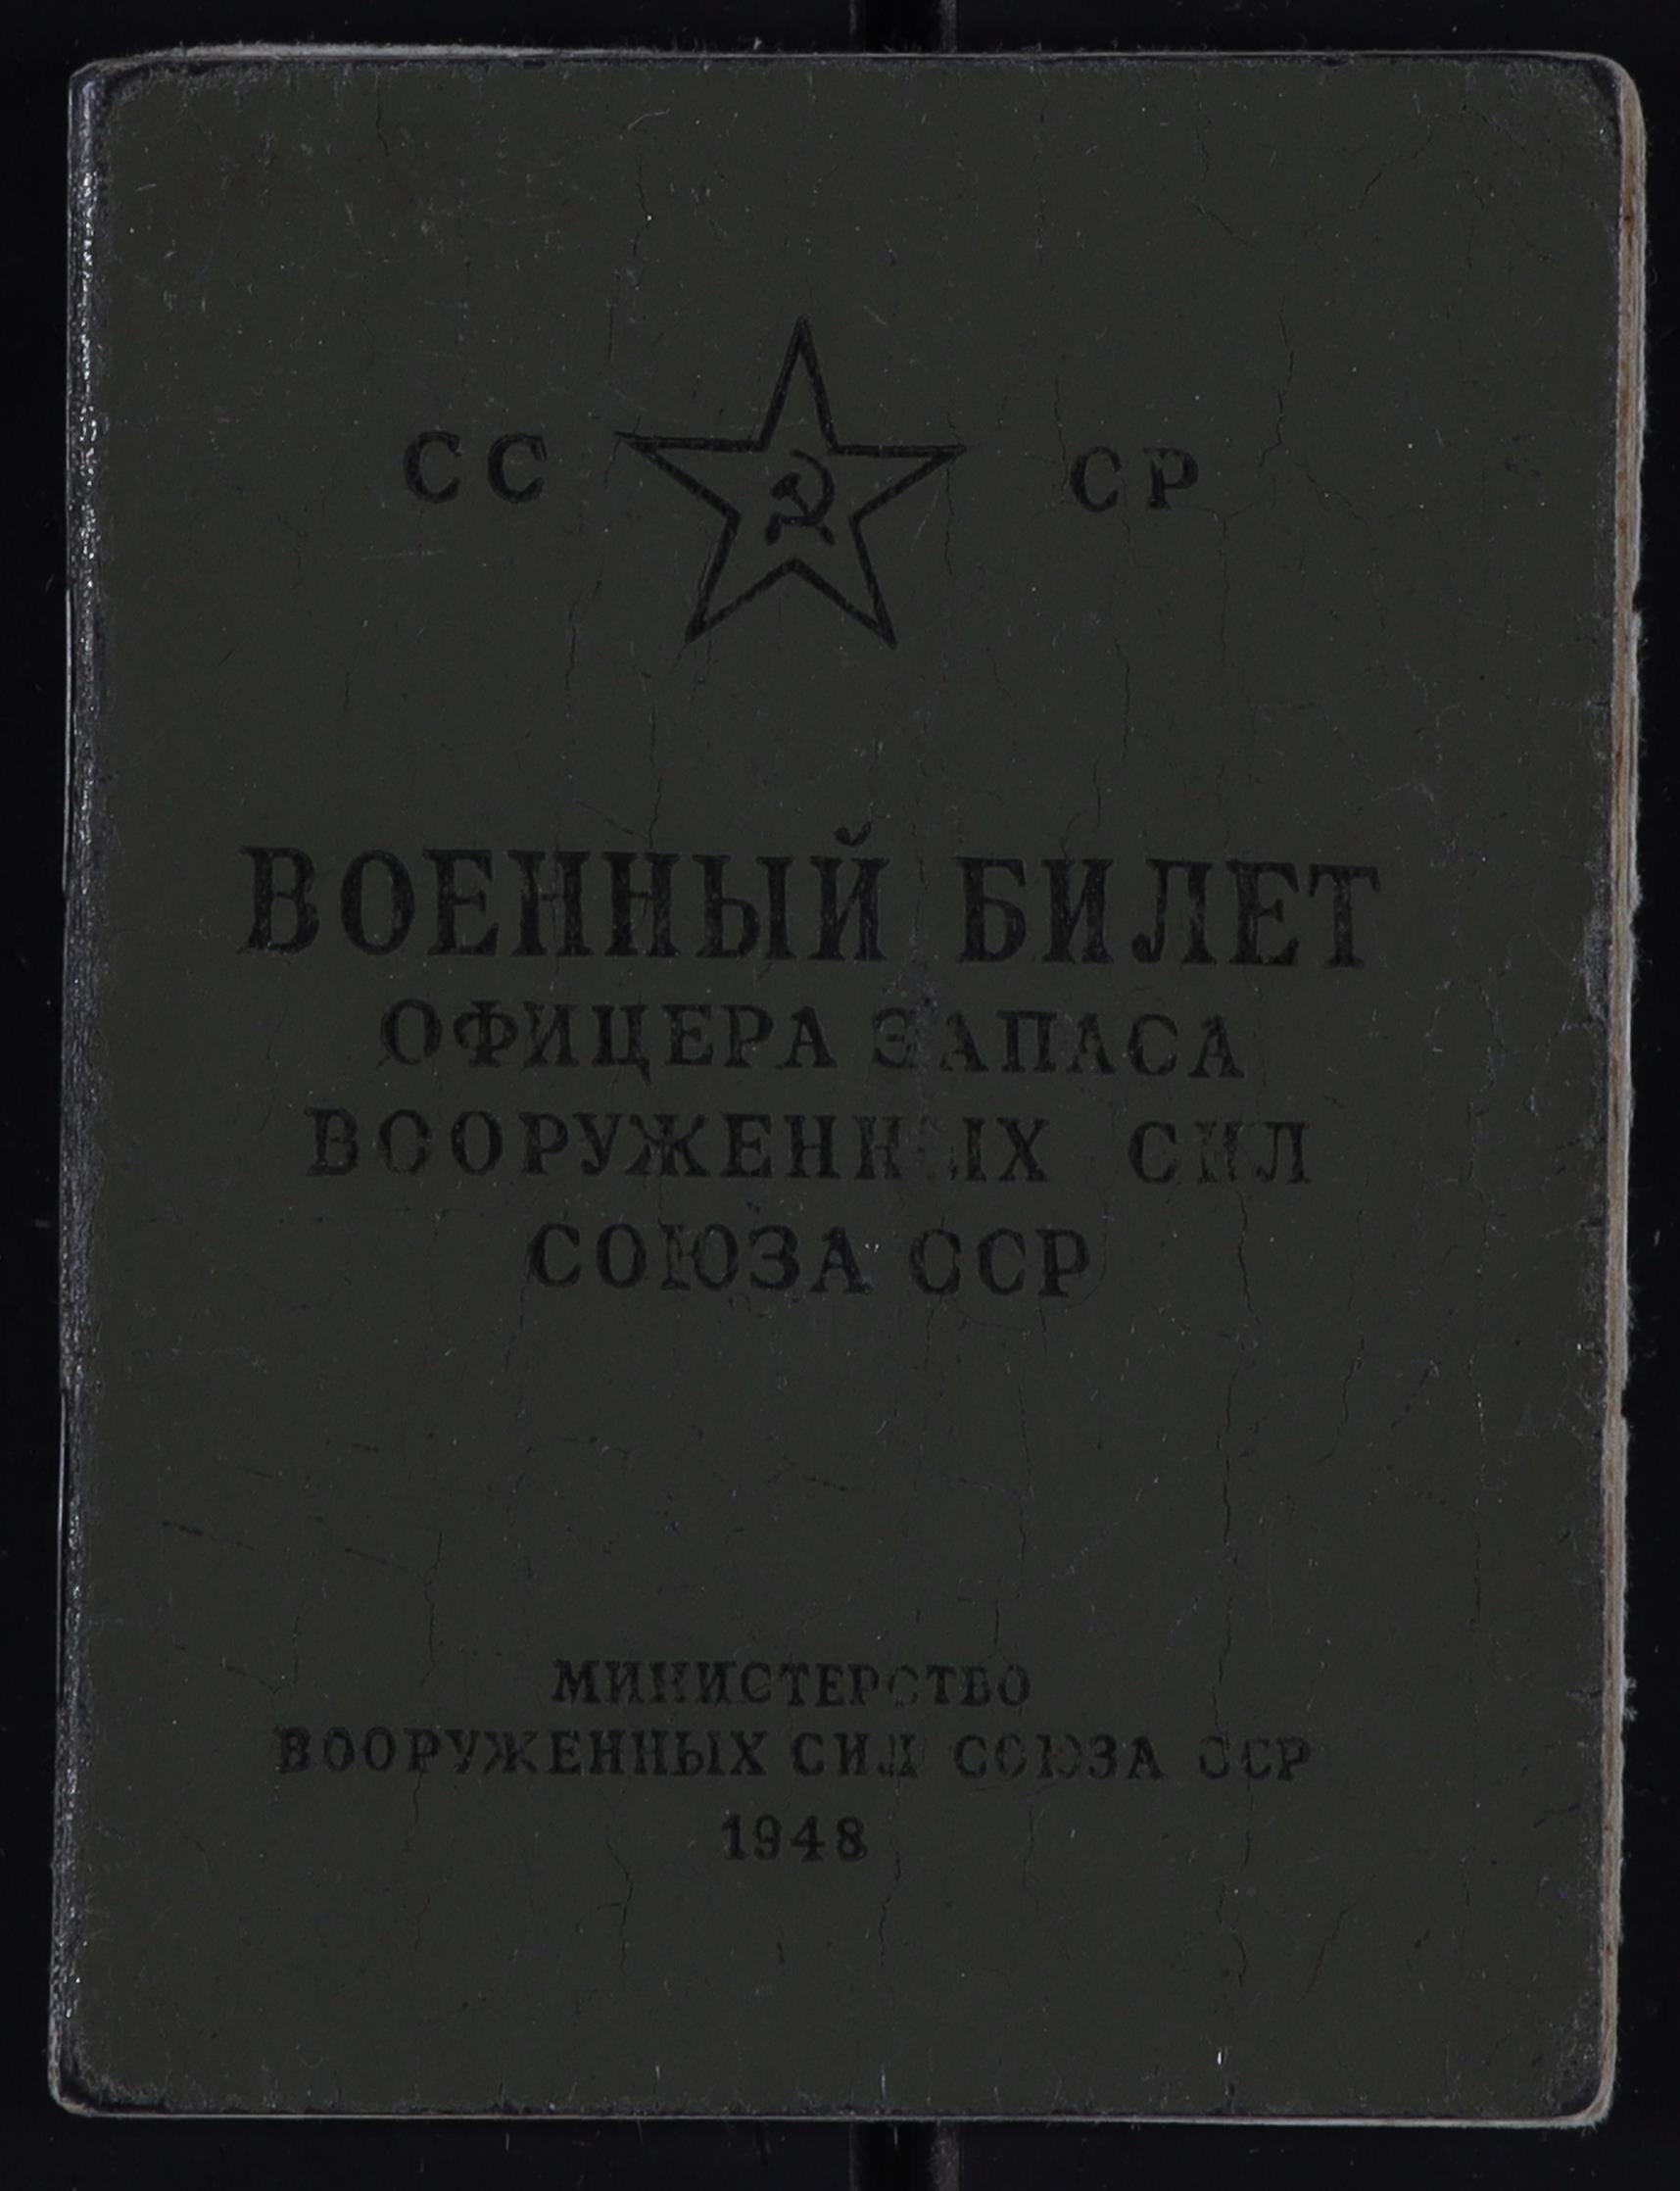 СС СР
ВОЕННЫЙ БИЛЕТ
ОФИЦЕРА ЗАПАСА
ВООРУЖЕННЫХ СИЛ
СОЮЗА ССР
МИНИСТЕРСТВО
ВООРУЖЕННЫХ СИЛ СОЮЗА ССР
1948